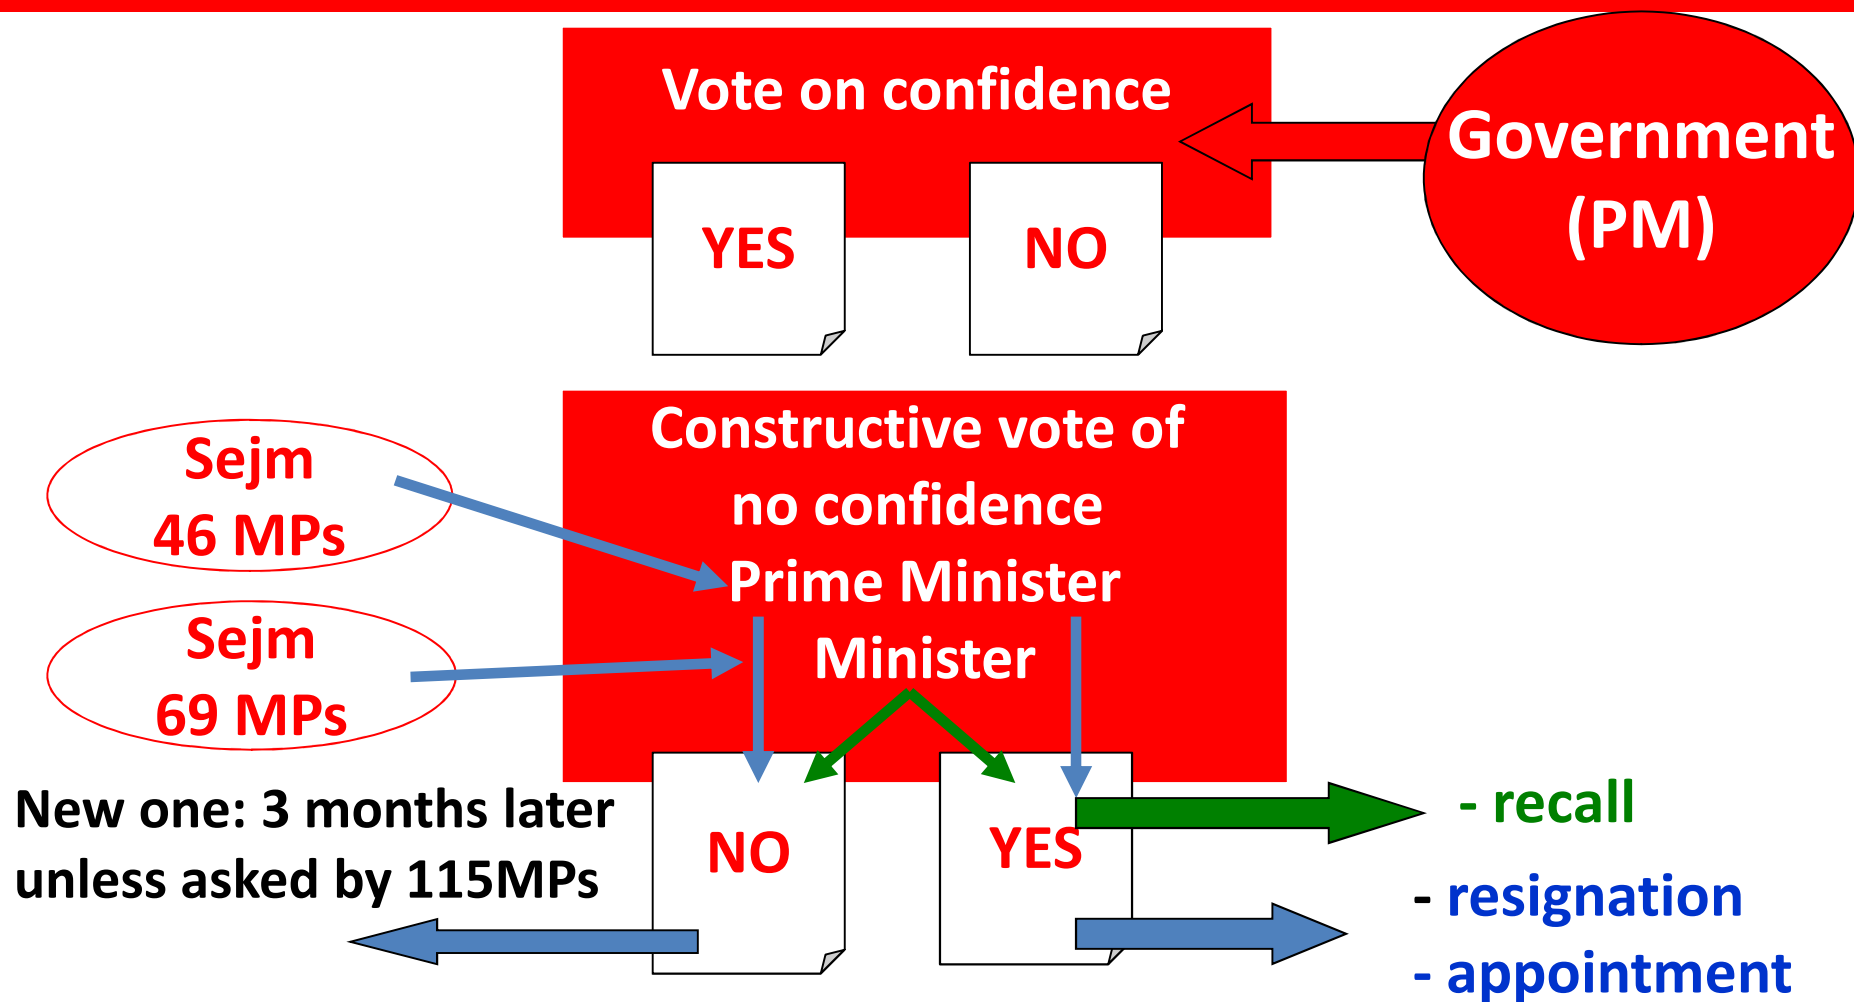 Vote on confidence
YES
NO
Government
(PM)
Constructive vote of
no confidence
Prime Minister
Minister
Sejm
46 MPs
Sejm
69 MPs
New one: 3 months later
unless asked by 115MPs
NO
YES
- recall
- resignation
- appointment